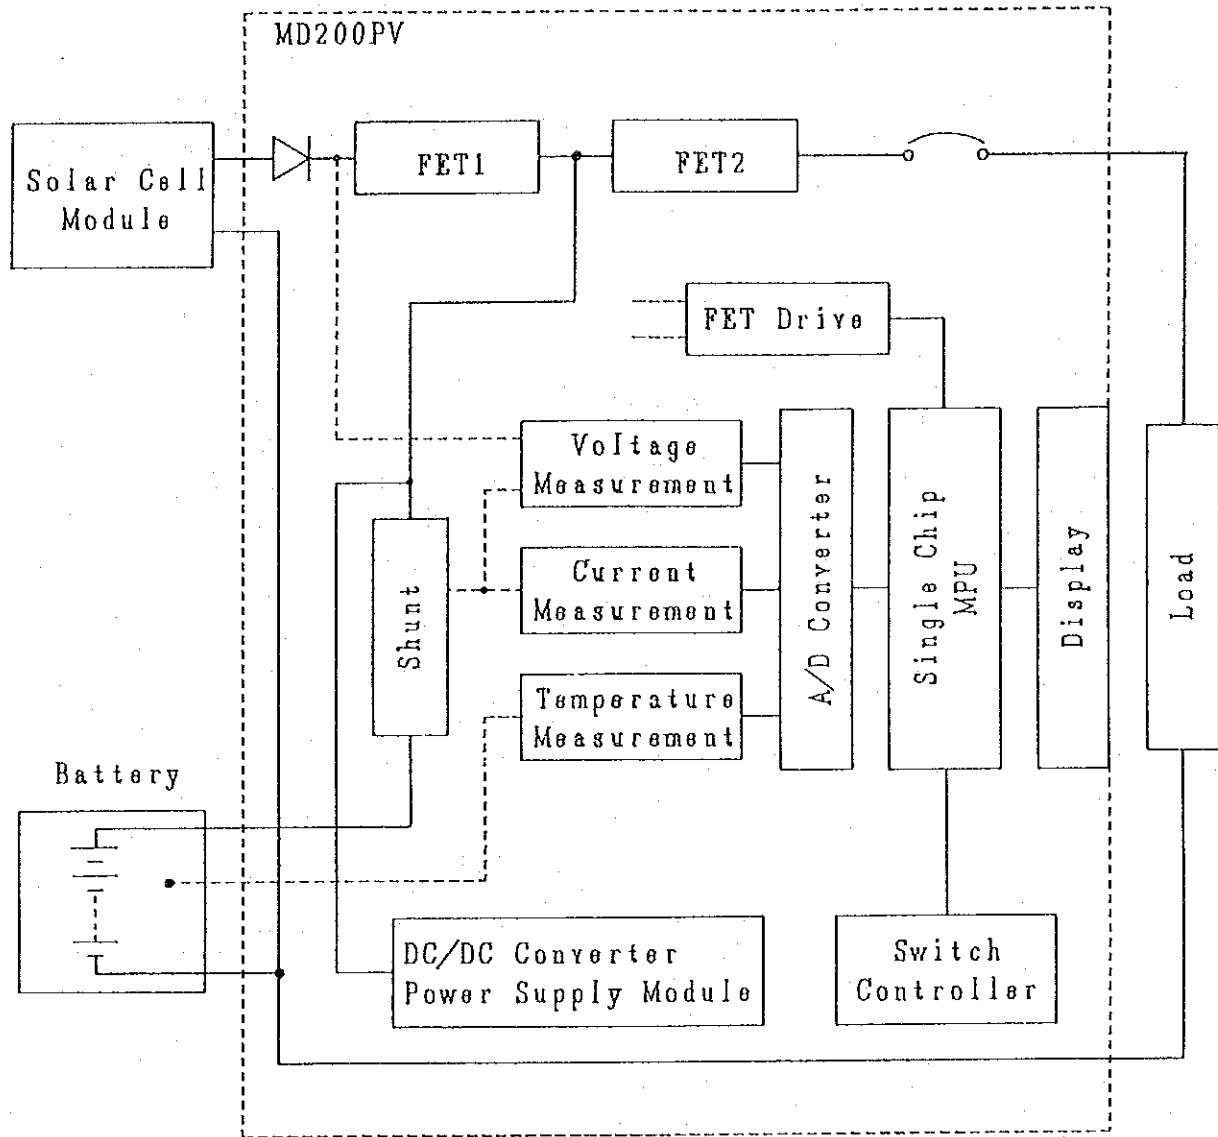 MD200PV
Solar Cell
Module
FET1
FET2
FET Drive
Voltage
Measurement
Current
Measurement
Temperature
Measurement
Shunt
A/D Converter
Single Chip
MPU
Display
Load
Battery
DC/DC Converter
Power Supply Module
Switch
Controller